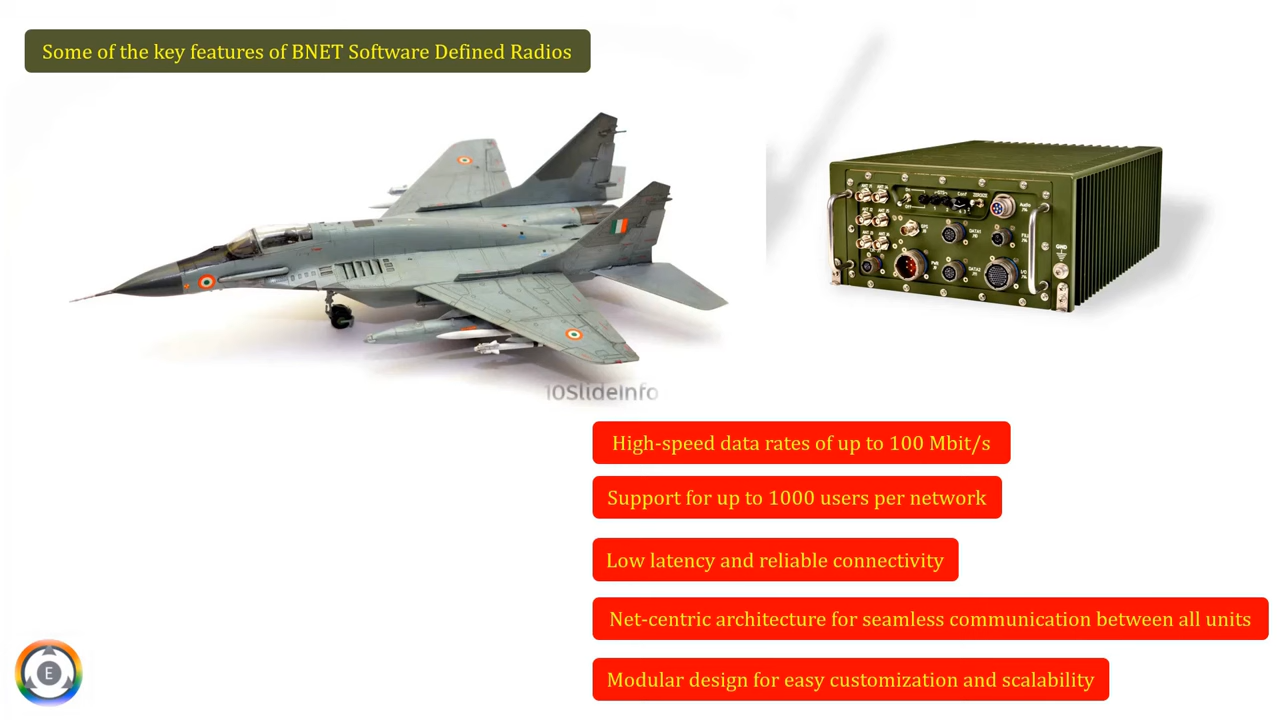 Some of the key features of BNET Software Defined Radios
10SlideInfo
High-speed data rates of up to 100 Mbit/s
Support for up to 1000 users per network
Low latency and reliable connectivity
Net-centric architecture for seamless communication between all units
Modular design for easy customization and scalability
E